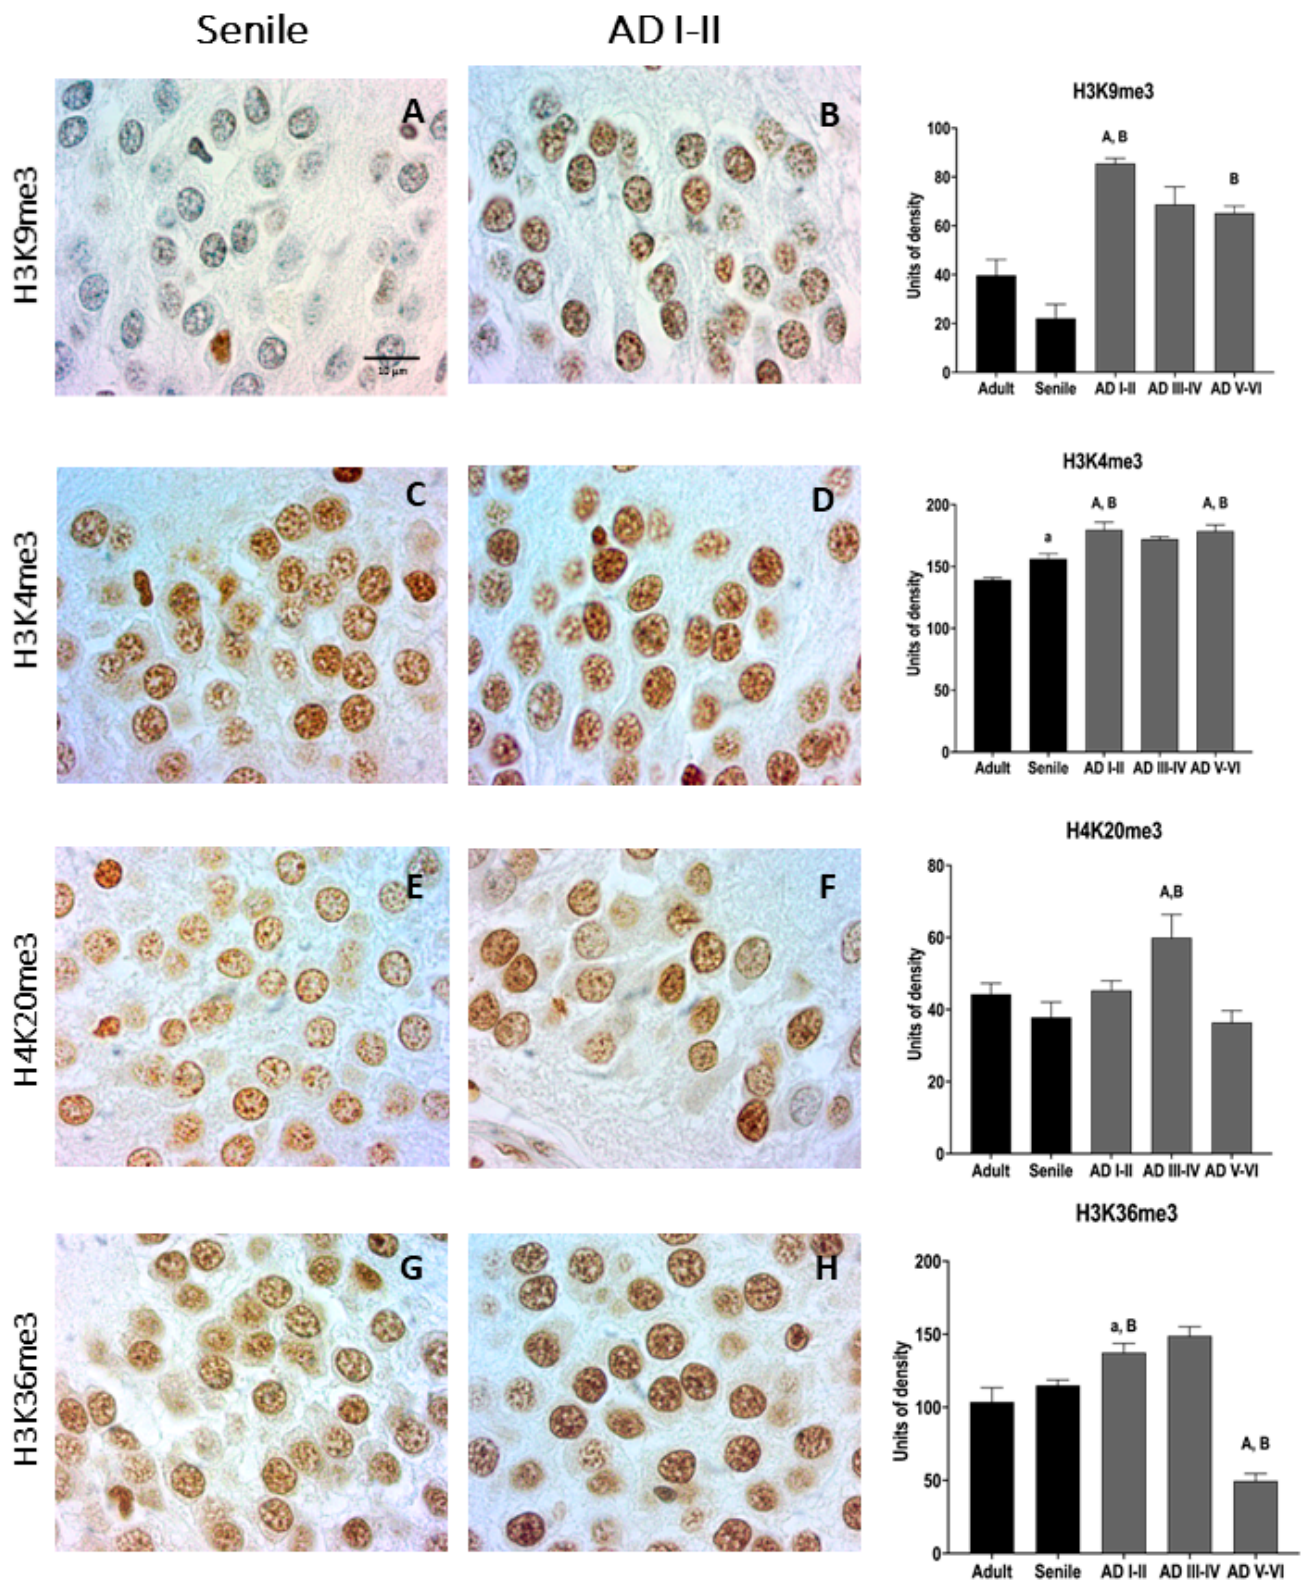 Senile
AD I-II
H3K9me3
A
B
10 µm
H3K9me3
Units of density
100
80
60
40
20
0
A, B
B
Adult Senile AD I-II AD III-IV AD V-VI
H3K4me3
C
D
H3K4me3
Units of density
200
150
100
50
0
a
A, B
A, B
Adult Senile AD I-II AD III-IV AD V-VI
H4K20me3
E
F
H4K20me3
Units of density
80
60
40
20
0
A,B
Adult Senile AD I-II AD III-IV AD V-VI
H3K36me3
G
H
H3K36me3
Units of density
200
150
100
50
0
a, B
A, B
Adult Senile AD I-II AD III-IV AD V-VI